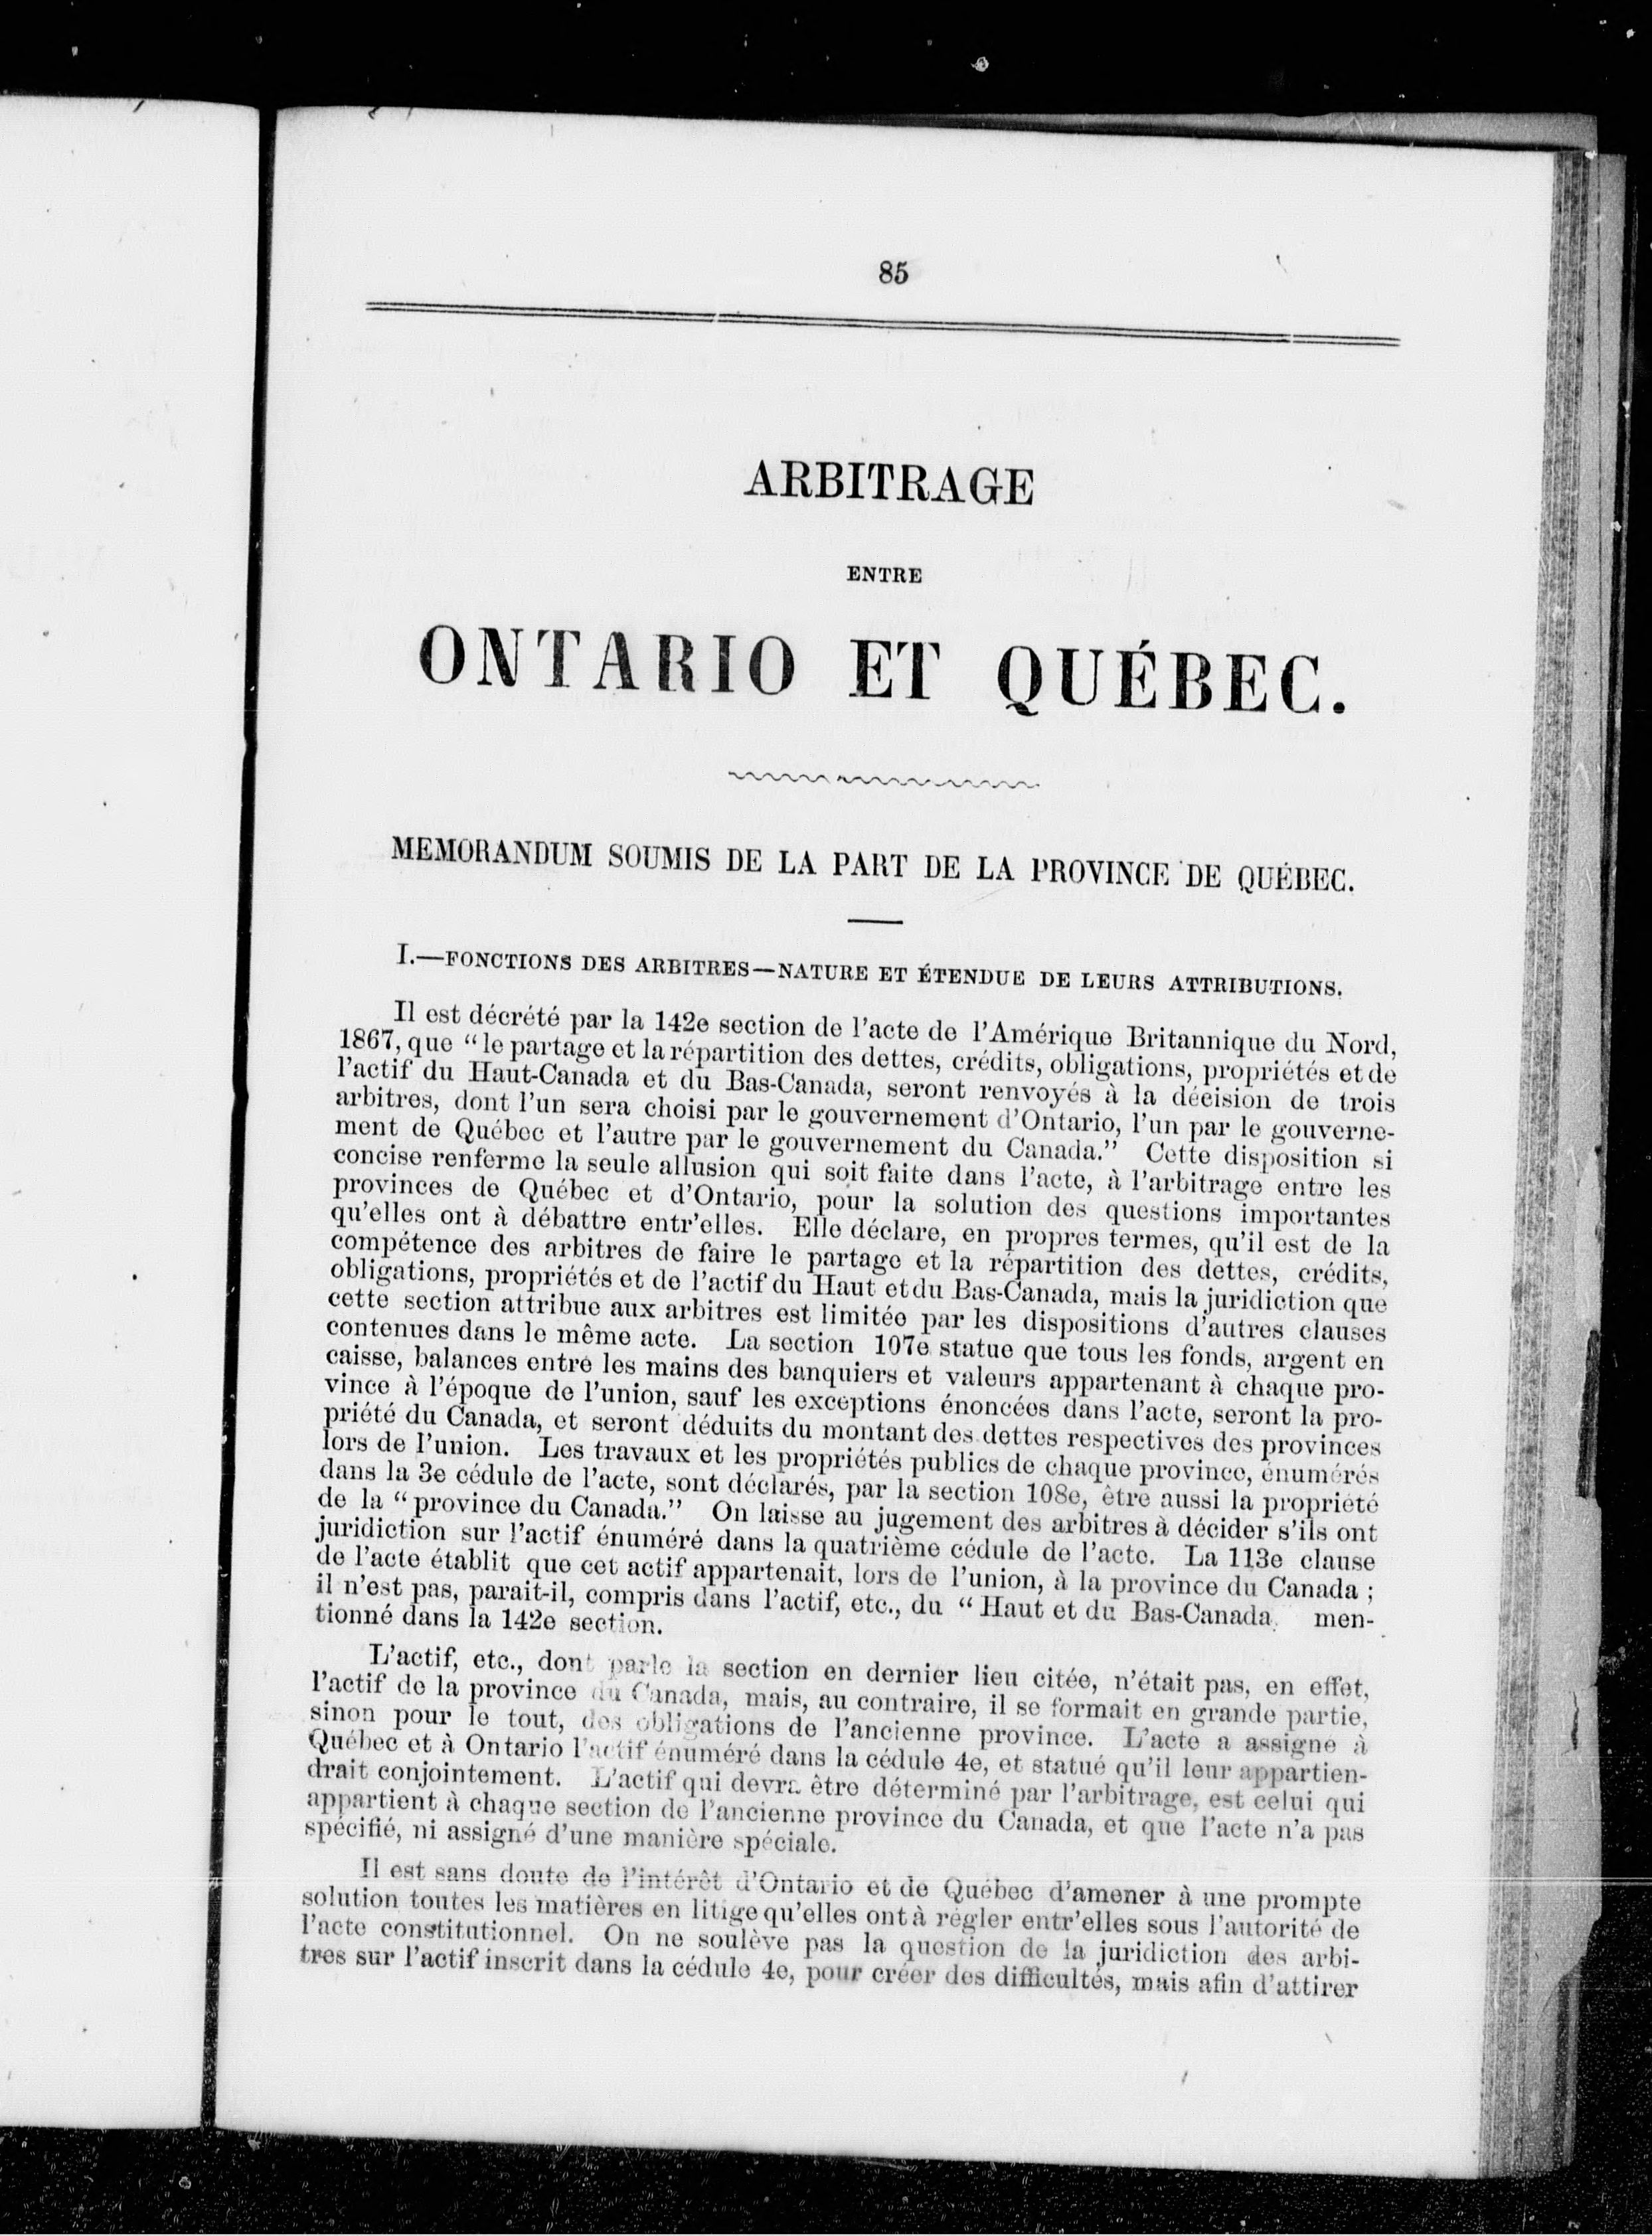 85
ARBITRAGE
ENTRE
ONTARIO ET QUÉBEC.
MEMORANDUM SOUMIS DE LA PART DE LA PROVINCE DE QUÉBEC.
I.—FONCTIONS DES ARBITRES—NATURE ET ÉTENDUE DE LEURS ATTRIBUTIONS.
Il est décrété par la 142e section de l'acte de l'Amérique Britannique du Nord,
1867, que "le partage et la répartition des dettes, crédits, obligations, propriétés et de
l'actif du Haut-Canada et du Bas-Canada, seront renvoyés à la décision de trois
arbitres, dont l'un sera choisi par le gouvernement d'Ontario, l'un par le gouverne-
ment de Québec et l'autre par le gouvernement du Canada." Cette disposition si
concise renferme la seule allusion qui soit faite dans l'acte, à l'arbitrage entre les
provinces de Québec et d'Ontario, pour la solution des questions importantes
qu'elles ont à débattre entr'elles. Elle déclare, en propres termes, qu'il est de la
compétence des arbitres de faire le partage et la répartition des dettes, crédits,
obligations, propriétés et de l'actif du Haut et du Bas-Canada, mais la juridiction que
cette section attribue aux arbitres est limitée par les dispositions d'autres clauses
contenues dans le même acte. La section 107e statue que tous les fonds, argent en
caisse, balances entre les mains des banquiers et valeurs appartenant à chaque pro-
vince à l'époque de l'union, sauf les exceptions énoncées dans l'acte, seront la pro-
priété du Canada, et seront déduits du montant des dettes respectives des provinces
lors de l'union. Les travaux et les propriétés publics de chaque province, énumérés
dans la 3e cédule de l'acte, sont déclarés, par la section 108e, être aussi la propriété
de la "province du Canada." On laisse au jugement des arbitres à décider s'ils ont
juridiction sur l'actif énuméré dans la quatrième cédule de l'acte. La 113e clause
de l'acte établit que cet actif appartenait, lors de l'union, à la province du Canada ;
il n'est pas, parait-il, compris dans l'actif, etc., du "Haut et du Bas-Canada, men-
tionné dans la 142e section.
L'actif, etc., dont parle la section en dernier lieu citée, n'était pas, en effet,
l'actif de la province du Canada, mais, au contraire, il se formait en grande partie,
sinon pour le tout, des obligations de l'ancienne province. L'acte a assigné à
Québec et à Ontario l'actif énuméré dans la cédule 4e, et statué qu'il leur appartien-
drait conjointement. L'actif qui devra être déterminé par l'arbitrage, est celui qui
appartient à chaque section de l'ancienne province du Canada, et que l'acte n'a pas
spécifié, ni assigné d'une manière spéciale.
Il est sans doute de l'intérêt d'Ontario et de Québec d'amener à une prompte
solution toutes les matières en litige qu'elles ont à régler entr'elles sous l'autorité de
l'acte constitutionnel. On ne soulève pas la question de la juridiction des arbi-
tres sur l'actif inscrit dans la cédule 4e, pour créer des difficultés, mais afin d'attirer